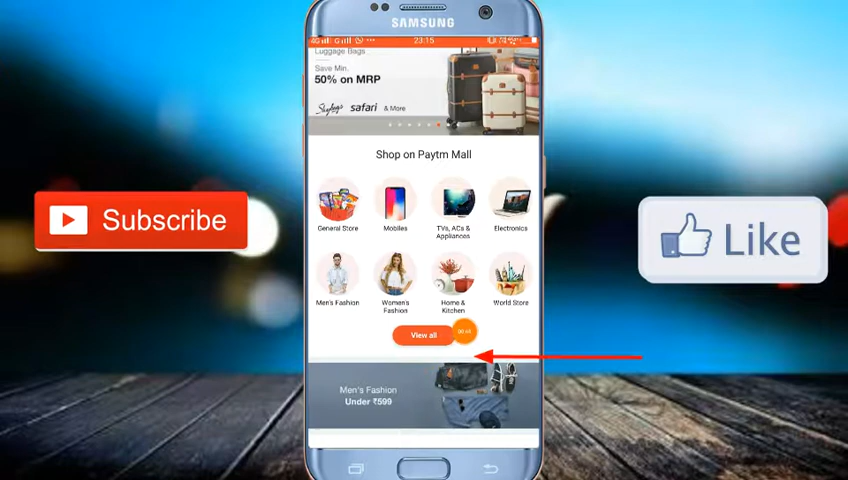 SAMSUNG
23:15
Luggage Bags
Save Min.
50% on MRP
Skybags safari & More
Shop on Paytm Mall
General Store
Mobiles
TVs, ACs &
Appliances
Electronics
Men's Fashion
Women's
Fashion
Home &
Kitchen
World Store
View all
Men's Fashion
Under ₹599
Subscribe
Like